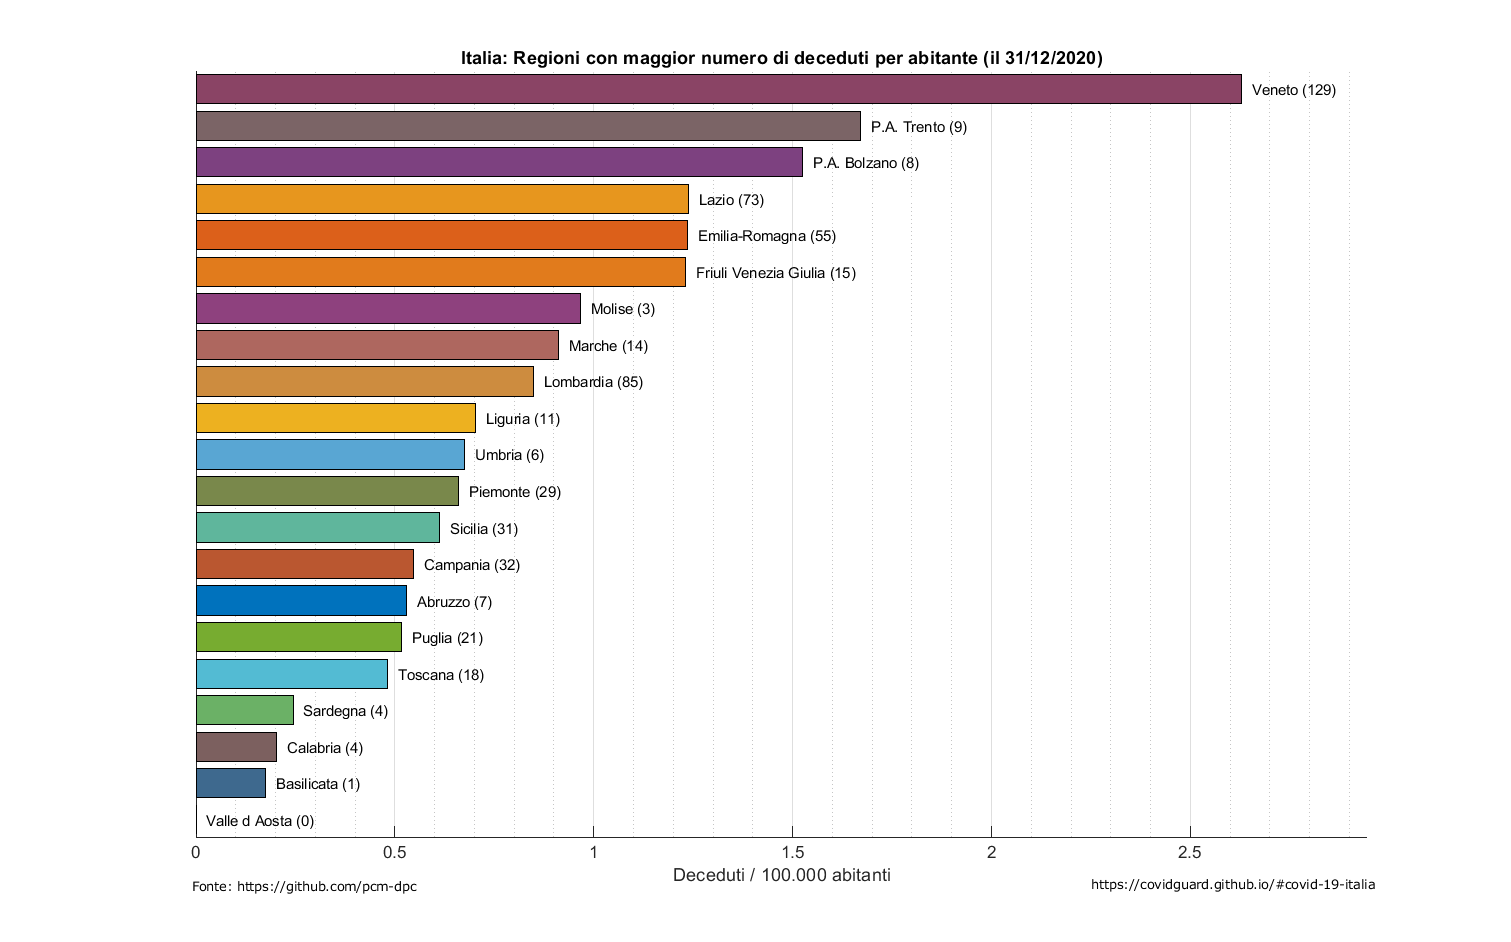 Italia: Regioni con maggior numero di deceduti per abitante (il 31/12/2020)
Veneto (129)
P.A. Trento (9)
P.A. Bolzano (8)
Lazio (73)
Emilia-Romagna (55)
Friuli Venezia Giulia (15)
Molise (3)
Marche (14)
Lombardia (85)
Liguria (11)
Umbria (6)
Piemonte (29)
Sicilia (31)
Campania (32)
Abruzzo (7)
Puglia (21)
Toscana (18)
Sardegna (4)
Calabria (4)
Basilicata (1)
Valle d Aosta (0)
0 0.5 1 1.5 2 2.5
Deceduti / 100.000 abitanti
Fonte: https://github.com/pcm-dpc
https://covidguard.github.io/#covid-19-italia